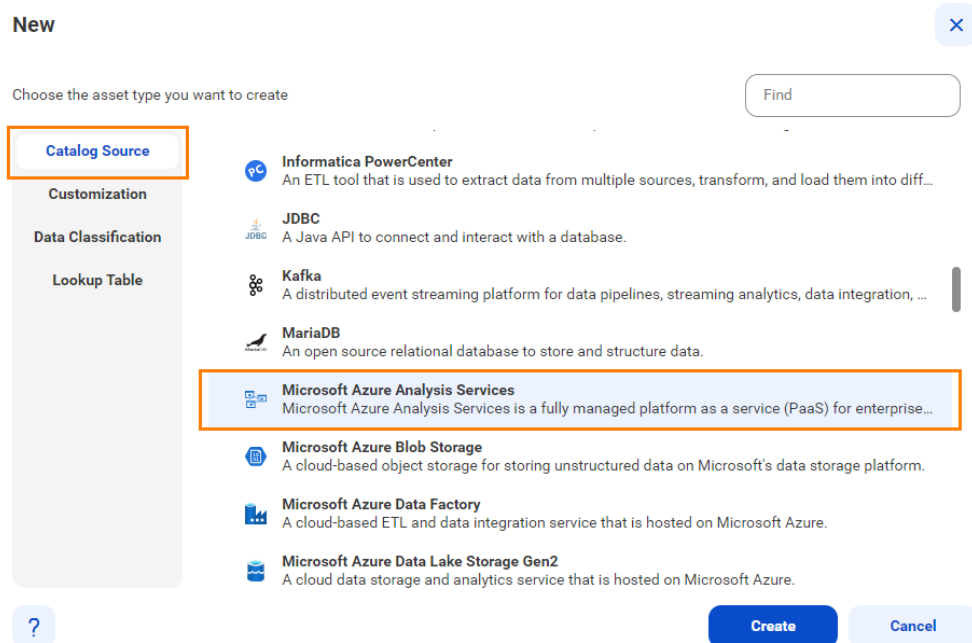 New
Choose the asset type you want to create
Find
Catalog Source
Customization
Data Classification
Lookup Table
Informatica PowerCenter
An ETL tool that is used to extract data from multiple sources, transform, and load them into diff...
JDBC
A Java API to connect and interact with a database.
Kafka
A distributed event streaming platform for data pipelines, streaming analytics, data integration, ...
MariaDB
An open source relational database to store and structure data.
Microsoft Azure Analysis Services
Microsoft Azure Analysis Services is a fully managed platform as a service (PaaS) for enterprise...
Microsoft Azure Blob Storage
A cloud-based object storage for storing unstructured data on Microsoft's data storage platform.
Microsoft Azure Data Factory
A cloud-based ETL and data integration service that is hosted on Microsoft Azure.
Microsoft Azure Data Lake Storage Gen2
A cloud data storage and analytics service that is hosted on Microsoft Azure.
PC
JDBC
?
Create
Cancel